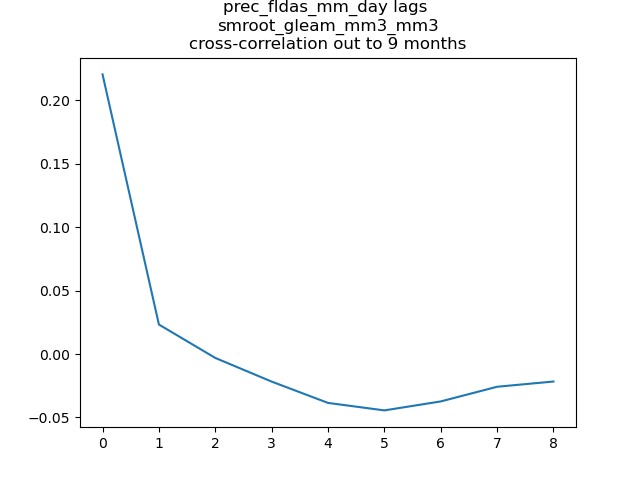 prec_fldas_mm_day lags
smroot_gleam_mm3_mm3
cross-correlation out to 9 months
0.20
0.15
0.10
0.05
0.00
−0.05
0 1 2 3 4 5 6 7 8